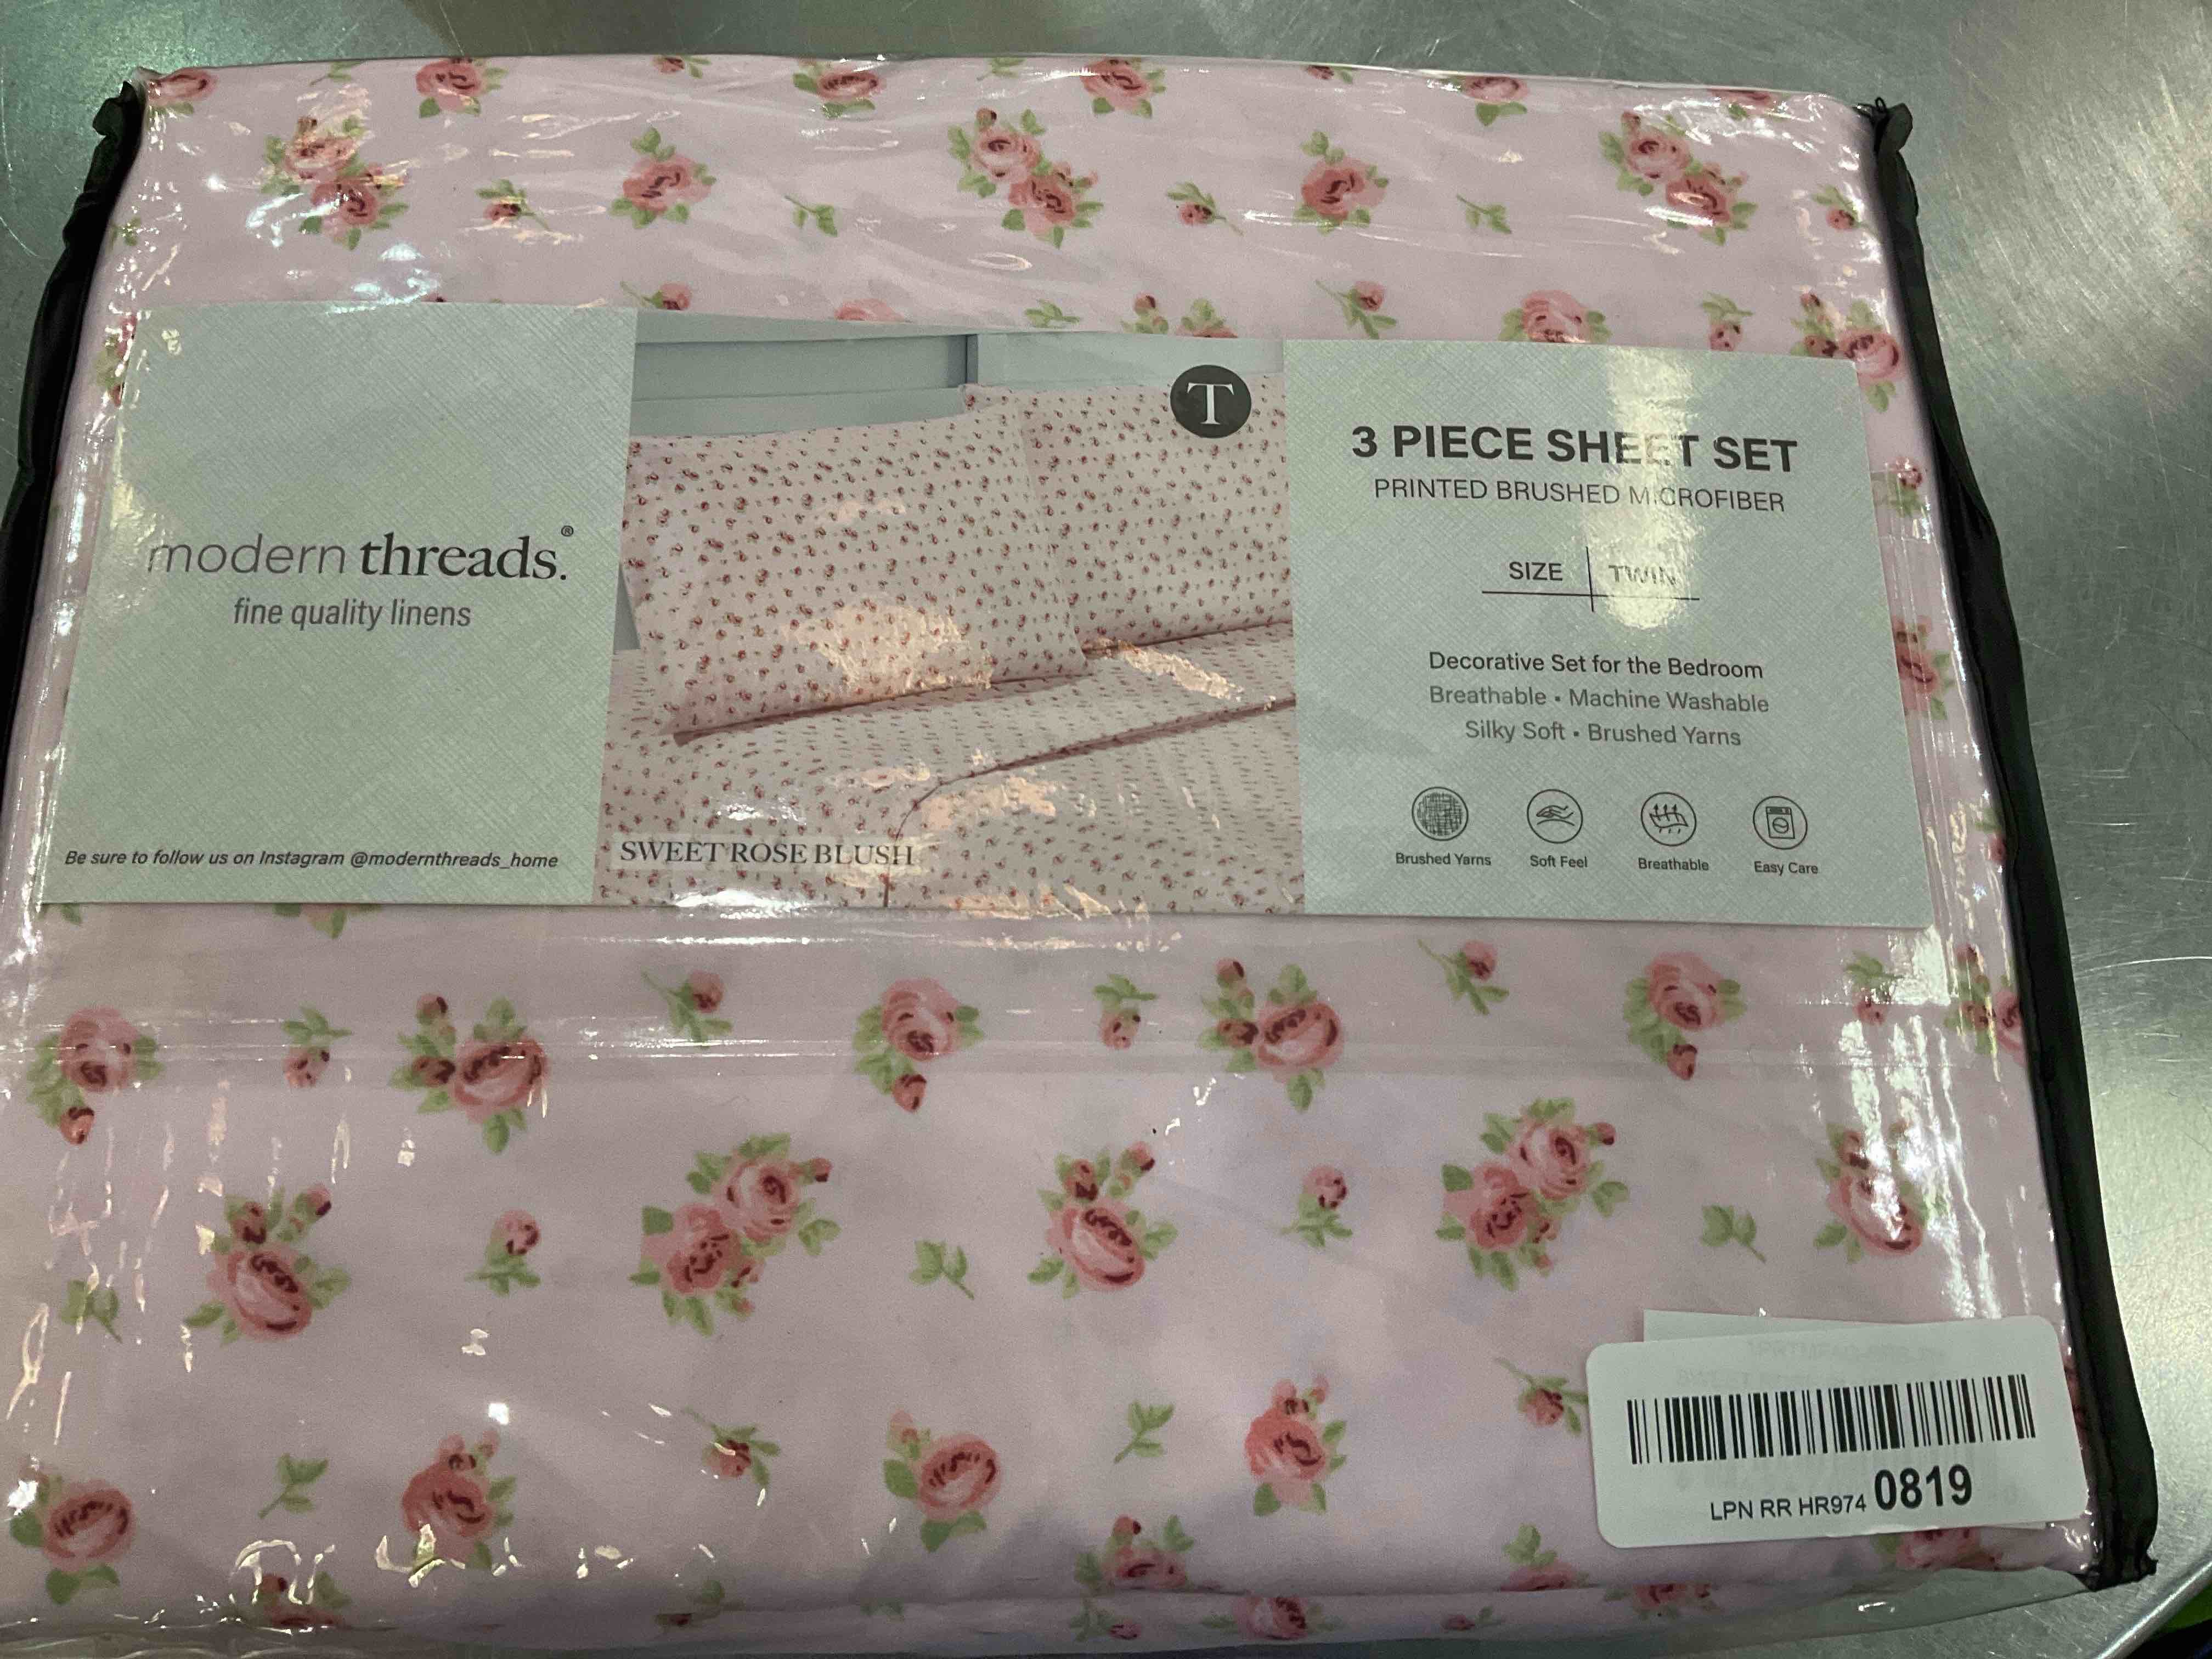 modern threads.®
fine quality linens
Be sure to follow us on Instagram @modernthreads_home
T
SWEET ROSE BLUSH
3 PIECE SHEET SET
PRINTED BRUSHED MICROFIBER
SIZE TWIN
Decorative Set for the Bedroom
Breathable • Machine Washable
Silky Soft • Brushed Yarns
Brushed Yarns Soft Feel Breathable Easy Care
LPN RR HR974 0819